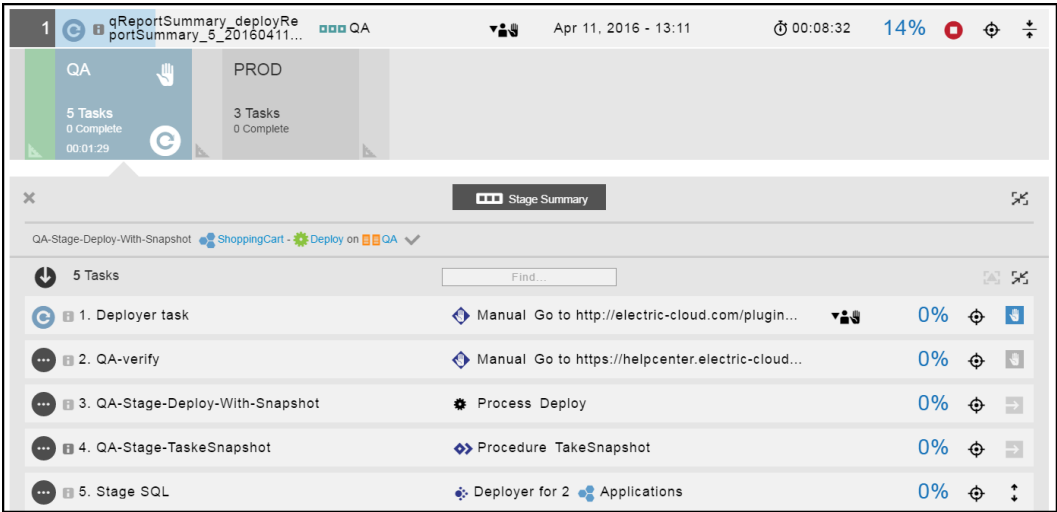 1 qReportSummary_deployRe
portSummary_5_20160411... QA Apr 11, 2016 - 13:11 00:08:32 14%
QA PROD
5 Tasks 3 Tasks
0 Complete 0 Complete
00:01:29
Stage Summary
QA-Stage-Deploy-With-Snapshot ShoppingCart - Deploy on QA
5 Tasks Find...
1. Deployer task Manual Go to http://electric-cloud.com/plugin... 0%
2. QA-verify Manual Go to https://helpcenter.electric-cloud... 0%
3. QA-Stage-Deploy-With-Snapshot Process Deploy 0%
4. QA-Stage-TaskeSnapshot Procedure TakeSnapshot 0%
5. Stage SQL Deployer for 2 Applications 0%